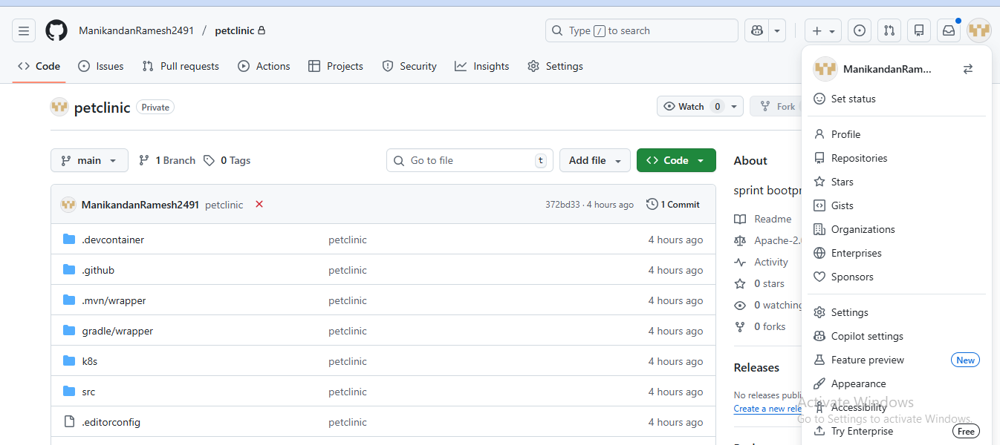 ManikandanRamesh2491 / petclinic
Type / to search
Code Issues Pull requests Actions Projects Security Insights Settings
petclinic Private
Watch 0 Fork
main 1 Branch 0 Tags Go to file t Add file Code
ManikandanRamesh2491 petclinic 372bd33 · 4 hours ago 1 Commit
.devcontainer petclinic 4 hours ago
.github petclinic 4 hours ago
.mvn/wrapper petclinic 4 hours ago
gradle/wrapper petclinic 4 hours ago
k8s petclinic 4 hours ago
src petclinic 4 hours ago
.editorconfig petclinic 4 hours ago
About
sprint bootpr
Readme
Apache-2.
Activity
0 stars
0 watching
0 forks
Releases
No releases publi
Create a new rele
ManikandanRam...
Set status
Profile
Repositories
Stars
Gists
Organizations
Enterprises
Sponsors
Settings
Copilot settings
Feature preview New
Appearance
Accessibility
Try Enterprise Free
Activate Windows
Go to Settings to activate Windows.